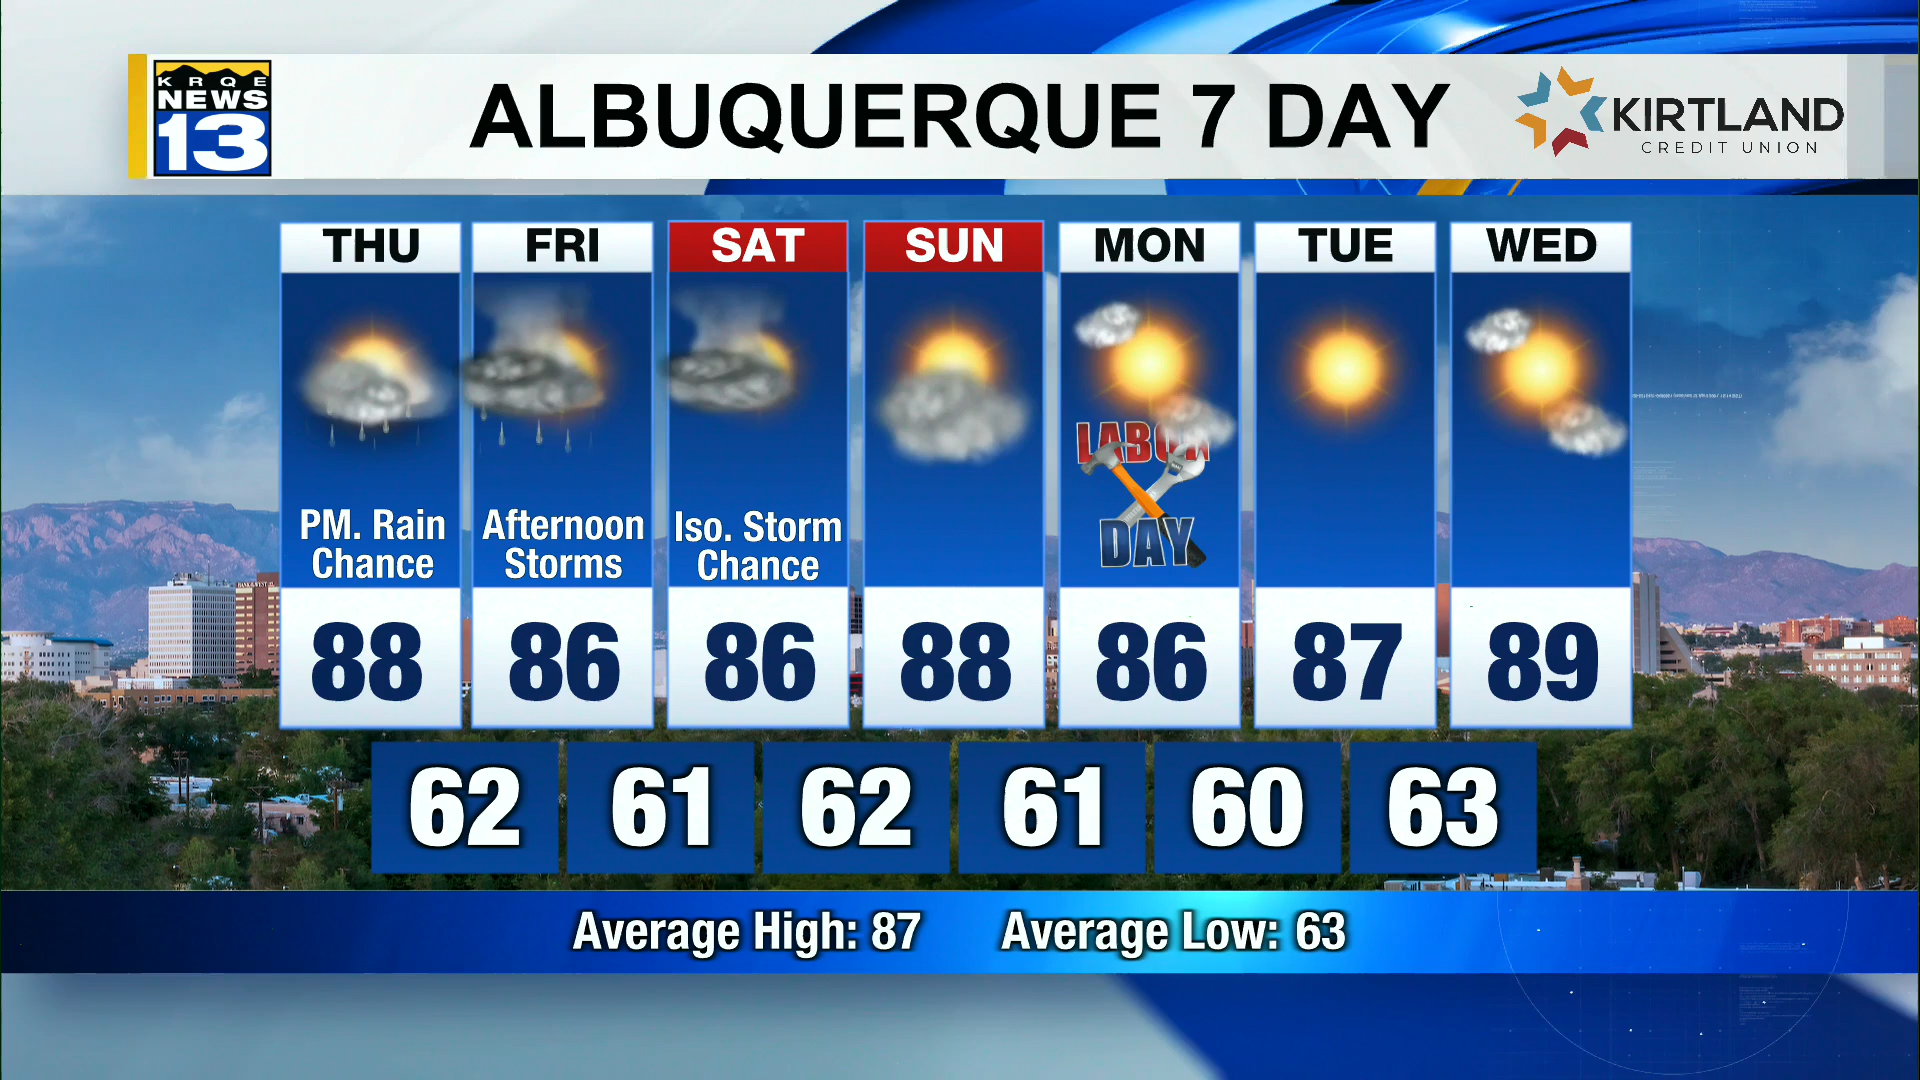 KRQE
NEWS
13
ALBUQUERQUE 7 DAY
KIRTLAND
CREDIT UNION
THU
FRI
SAT
SUN
MON
TUE
WED
LABOR
DAY
PM. Rain
Chance
Afternoon
Storms
Iso. Storm
Chance
88
86
86
88
86
87
89
62
61
62
61
60
63
Average High: 87
Average Low: 63